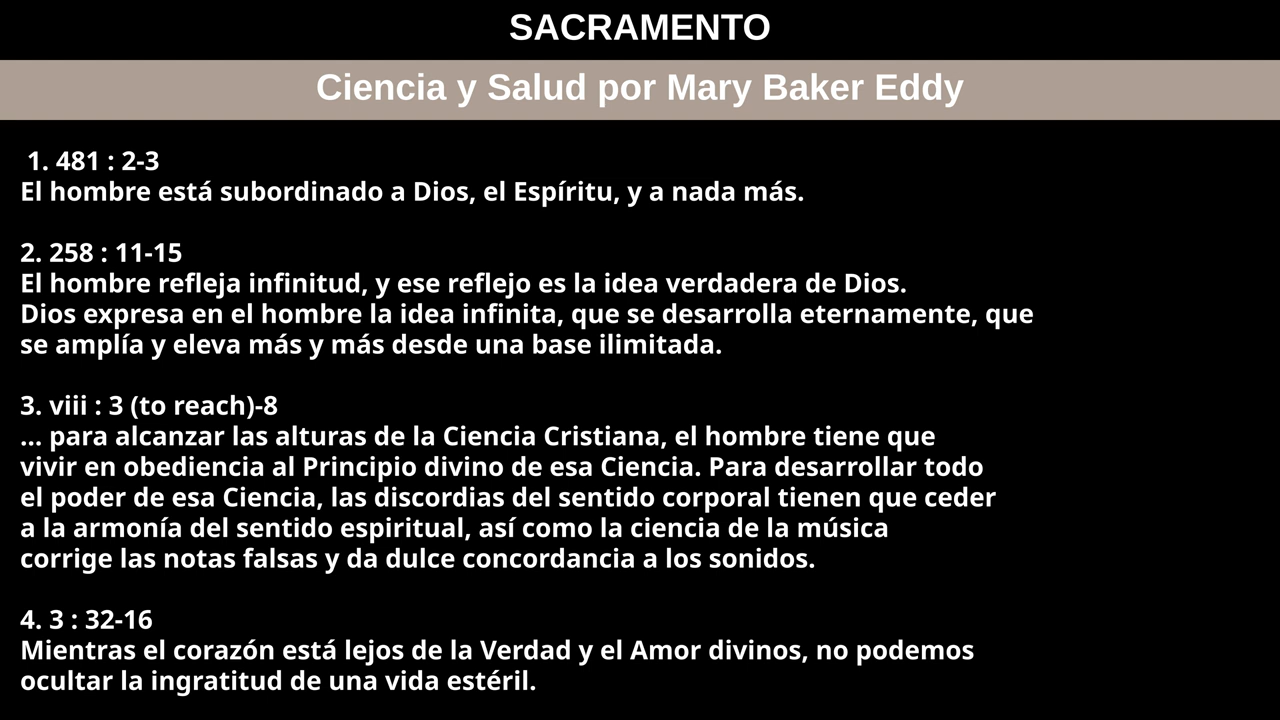 SACRAMENTO
Ciencia y Salud por Mary Baker Eddy
1. 481 : 2-3
El hombre está subordinado a Dios, el Espíritu, y a nada más.
2. 258 : 11-15
El hombre refleja infinitud, y ese reflejo es la idea verdadera de Dios.
Dios expresa en el hombre la idea infinita, que se desarrolla eternamente, que
se amplía y eleva más y más desde una base ilimitada.
3. viii : 3 (to reach)-8
... para alcanzar las alturas de la Ciencia Cristiana, el hombre tiene que
vivir en obediencia al Principio divino de esa Ciencia. Para desarrollar todo
el poder de esa Ciencia, las discordias del sentido corporal tienen que ceder
a la armonía del sentido espiritual, así como la ciencia de la música
corrige las notas falsas y da dulce concordancia a los sonidos.
4. 3 : 32-16
Mientras el corazón está lejos de la Verdad y el Amor divinos, no podemos
ocultar la ingratitud de una vida estéril.